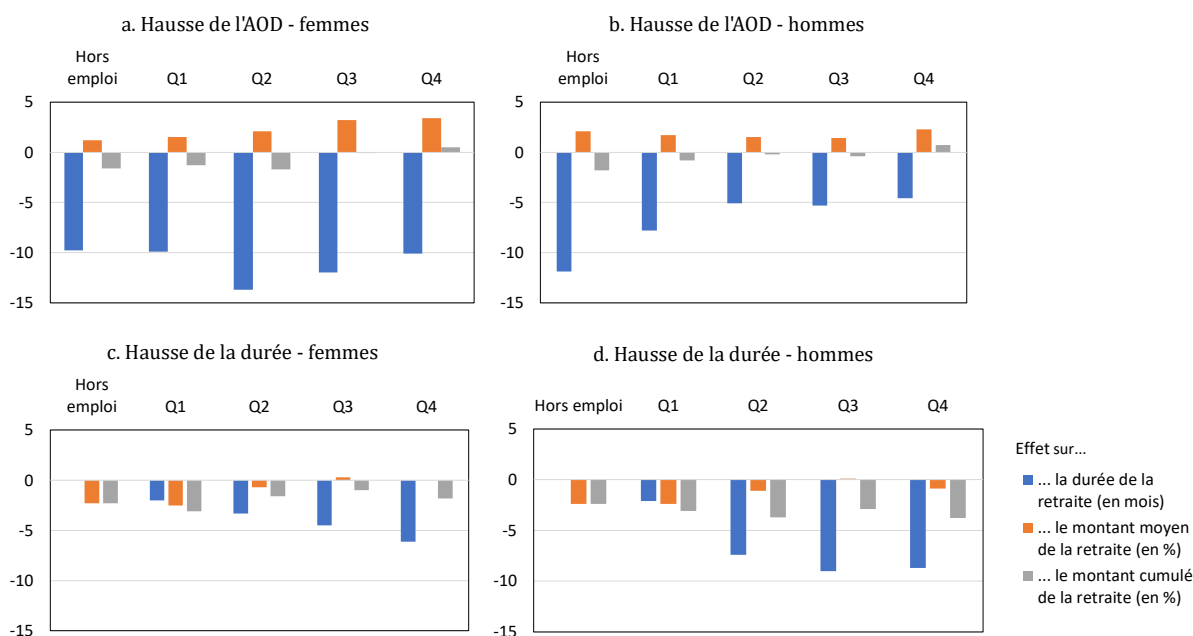 a. Hausse de l'AOD - femmes
Hors
emploi Q1 Q2 Q3 Q4
5
0
-5
-10
-15
b. Hausse de l'AOD - hommes
Hors
emploi Q1 Q2 Q3 Q4
5
0
-5
-10
-15
c. Hausse de la durée - femmes
Hors
emploi Q1 Q2 Q3 Q4
5
0
-5
-10
-15
d. Hausse de la durée - hommes
Hors emploi Q1 Q2 Q3 Q4
5
0
-5
-10
-15
Effet sur...
... la durée de la
retraite (en mois)
... le montant moyen
de la retraite (en %)
... le montant cumulé
de la retraite (en %)